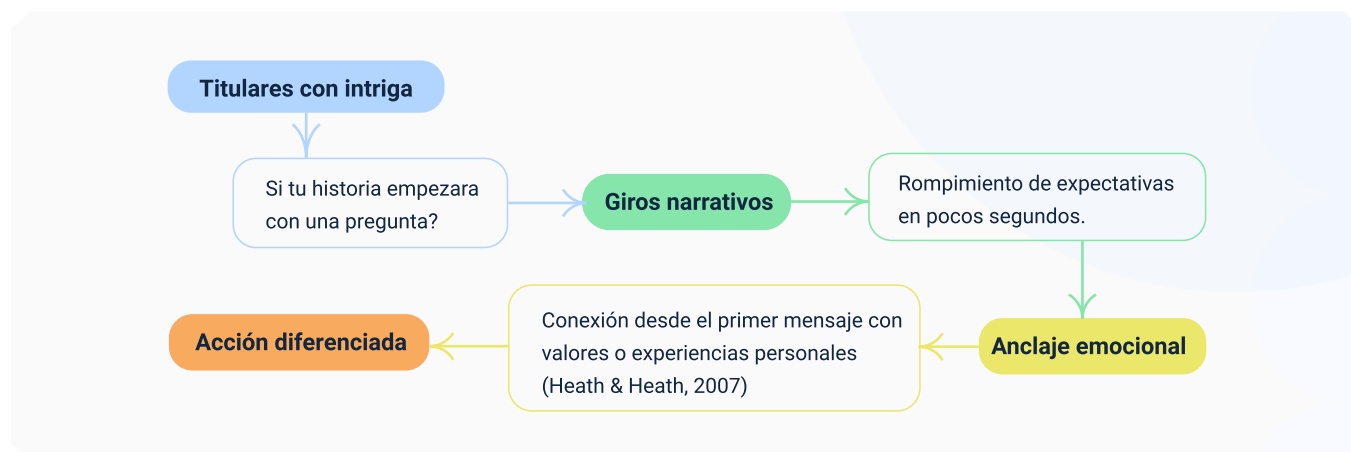 Titulares con intriga
Si tu historia empezara
con una pregunta?
Giros narrativos
Rompimiento de expectativas
en pocos segundos.
Anclaje emocional
Conexión desde el primer mensaje con
valores o experiencias personales
(Heath & Heath, 2007)
Acción diferenciada